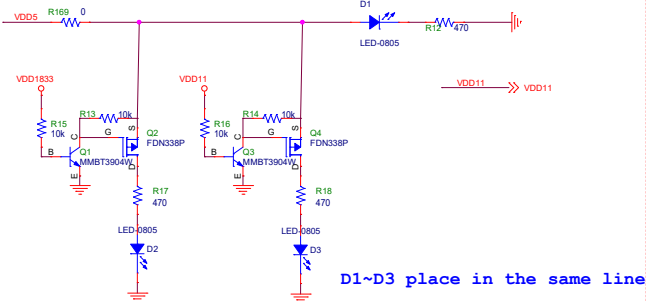 D1
VDD5
R169 0
R12 470
LED-0805
VDD1833
VDD11
VDD11
VDD11
R13 10k
R14 10k
R15
10k
R16
10k
C
G
S
Q2
FDN338P
C
G
S
Q4
FDN338P
B
Q1
MMBT3904W
E
D
B
Q3
MMBT3904W
E
D
R17
470
R18
470
LED-0805
LED-0805
D2
D3
D1~D3 place in the same line